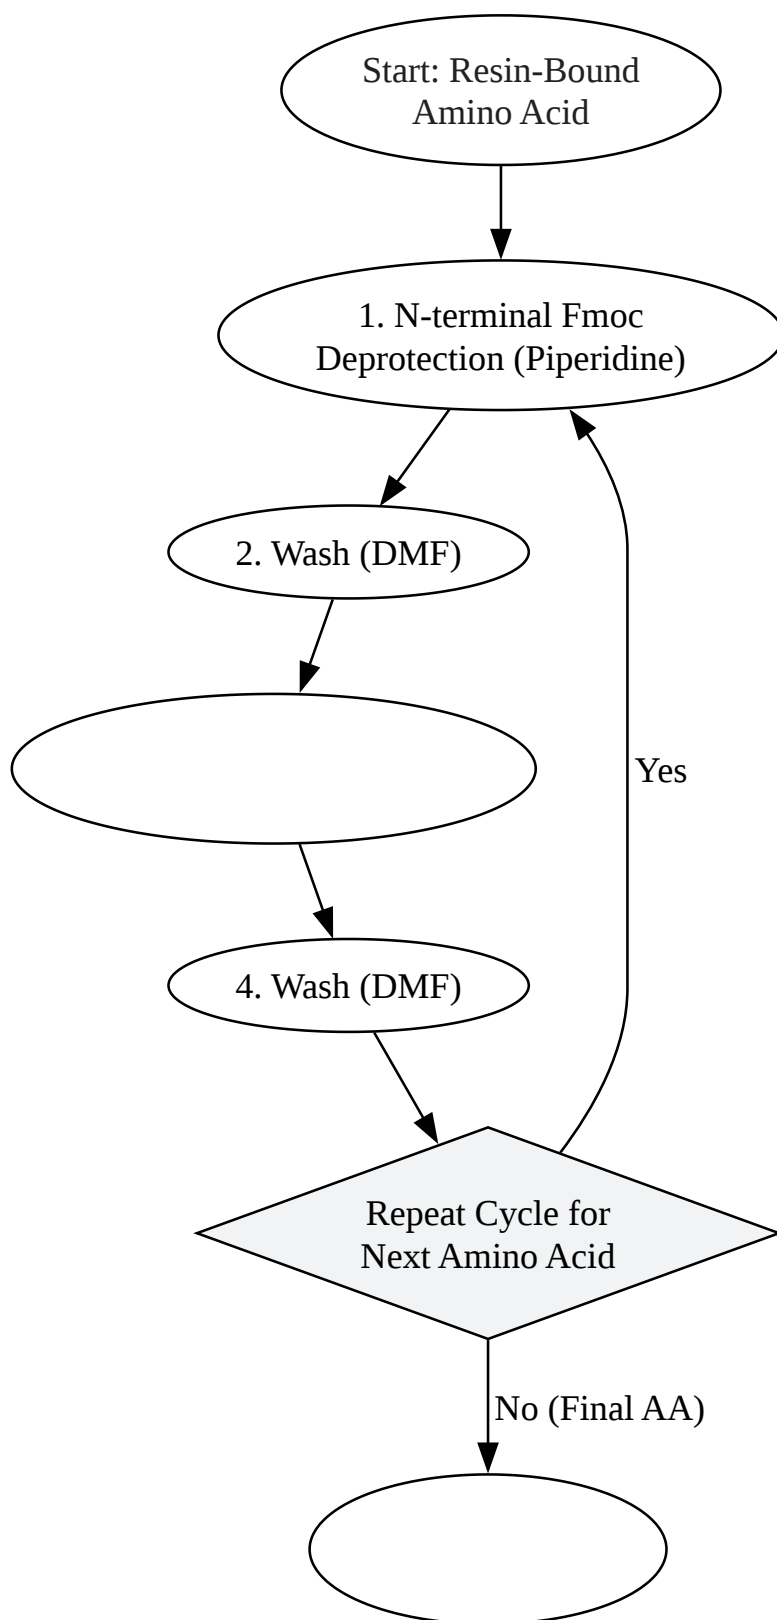 Start: Resin-Bound
Amino Acid
1. N-terminal Fmoc
Deprotection (Piperidine)
2. Wash (DMF)
Yes
4. Wash (DMF)
Repeat Cycle for
Next Amino Acid
No (Final AA)